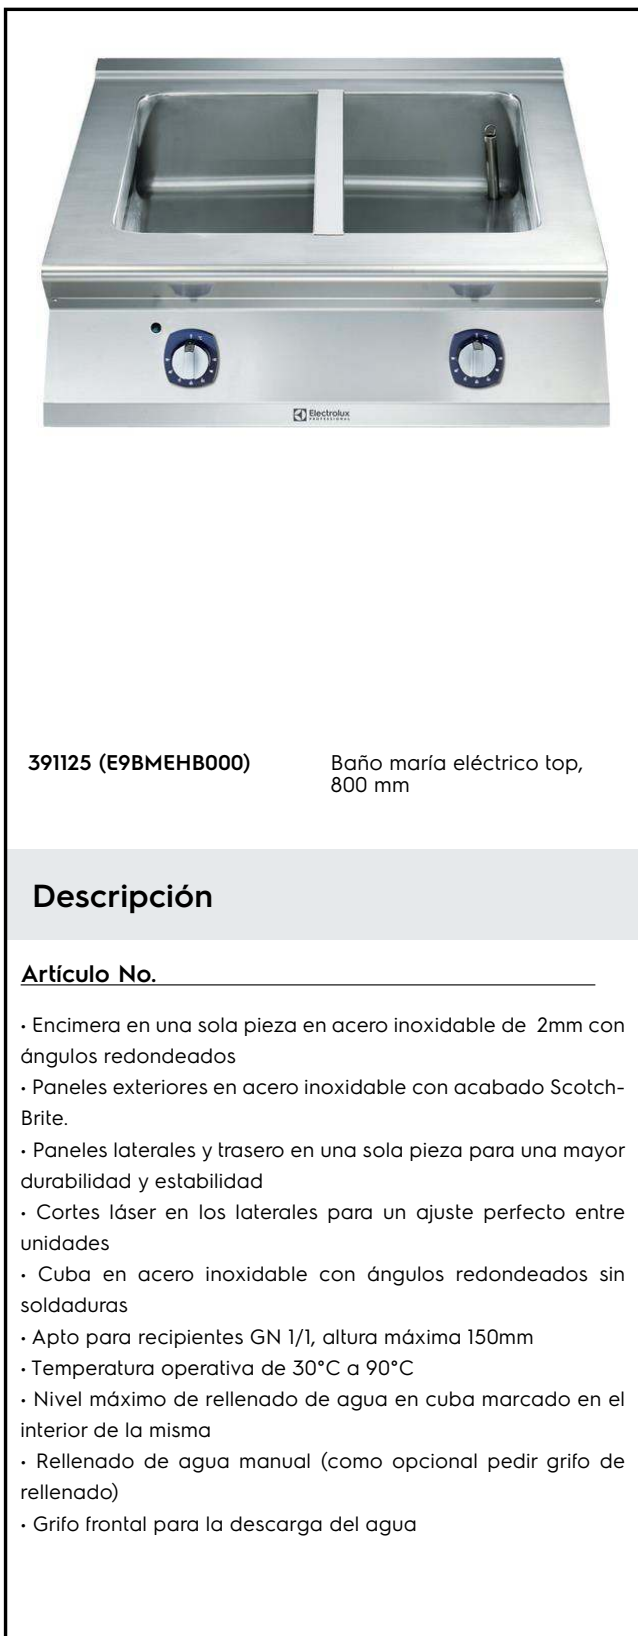 Electrolux
PROFESSIONAL
391125 (E9BMEHB000)
Baño maría eléctrico top,
800 mm
Descripción
Artículo No.
• Encimera en una sola pieza en acero inoxidable de 2mm con
ángulos redondeados
• Paneles exteriores en acero inoxidable con acabado Scotch-
Brite.
• Paneles laterales y trasero en una sola pieza para una mayor
durabilidad y estabilidad
• Cortes láser en los laterales para un ajuste perfecto entre
unidades
• Cuba en acero inoxidable con ángulos redondeados sin
soldaduras
• Apto para recipientes GN 1/1, altura máxima 150mm
• Temperatura operativa de 30°C a 90°C
• Nivel máximo de rellenado de agua en cuba marcado en el
interior de la misma
• Rellenado de agua manual (como opcional pedir grifo de
rellenado)
• Grifo frontal para la descarga del agua